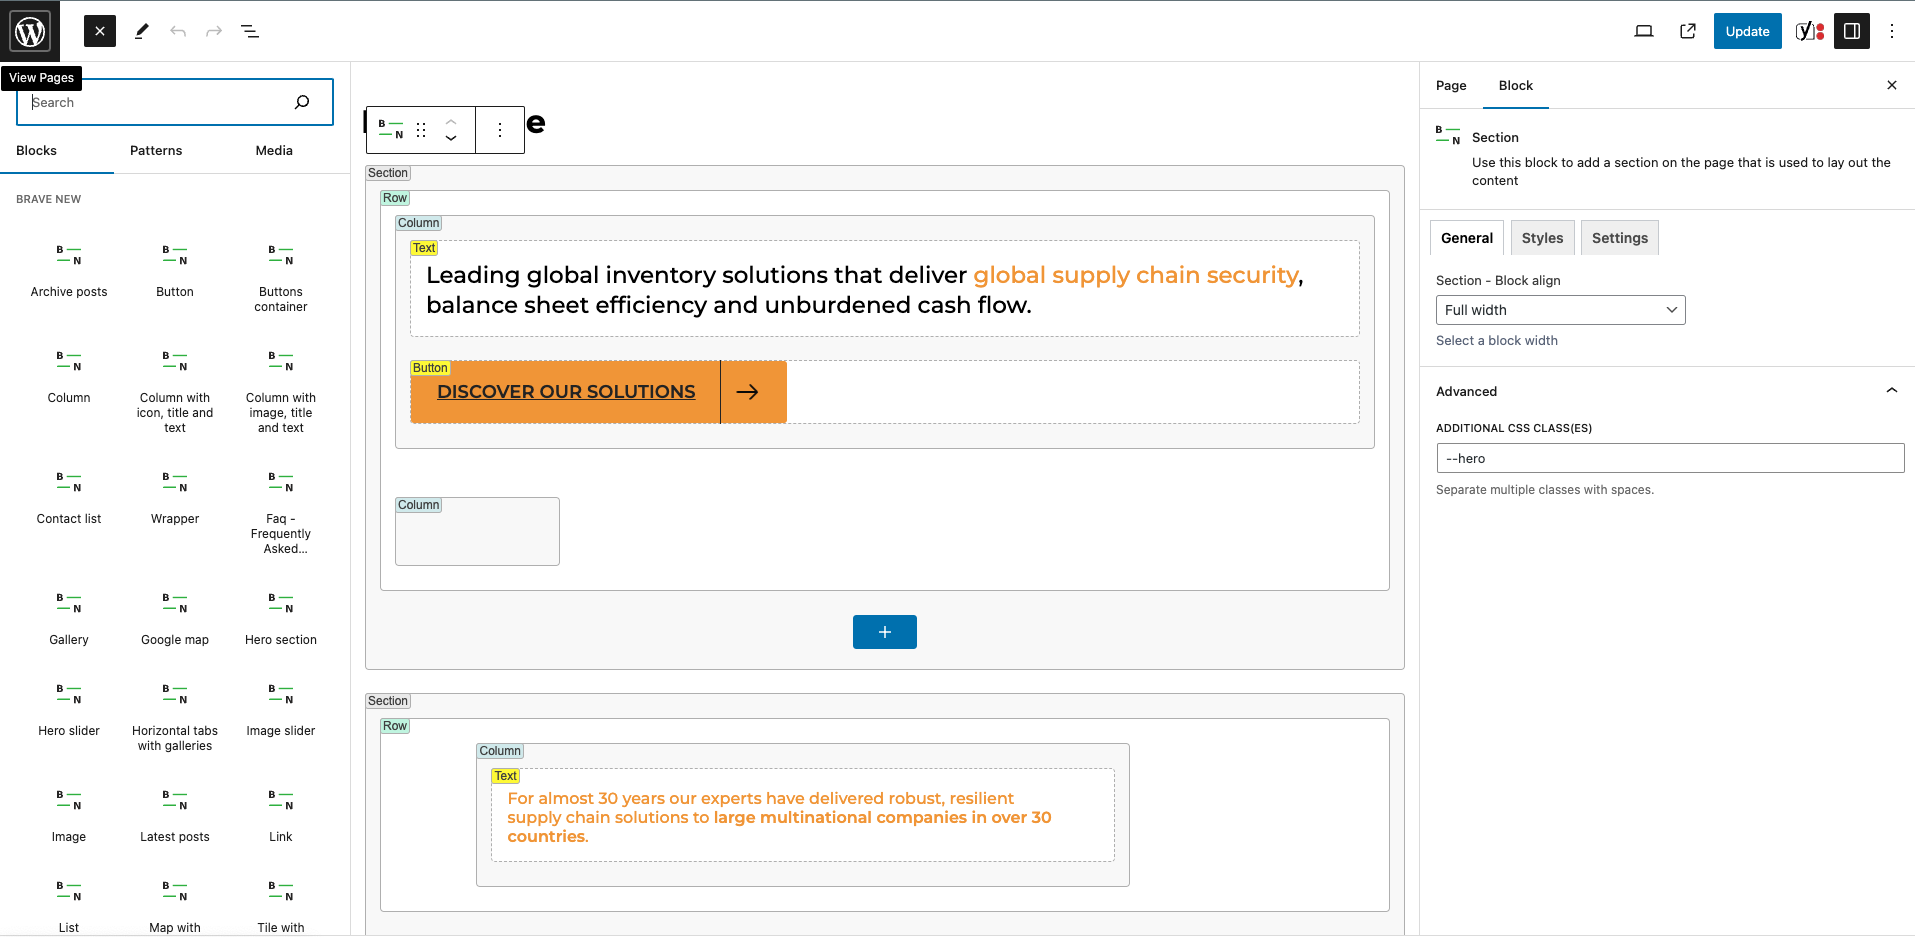 Update
View Pages
Search
Blocks
Patterns
Media
BRAVE NEW
B
N
Archive posts
B
N
Button
B
N
Buttons
container
B
N
Column
B
N
Column with
icon, title and
text
B
N
Column with
image, title
and text
B
N
Contact list
B
N
Wrapper
B
N
Faq -
Frequently
Asked...
B
N
Gallery
B
N
Google map
B
N
Hero section
B
N
Hero slider
B
N
Horizontal tabs
with galleries
B
N
Image slider
B
N
Image
B
N
Latest posts
B
N
Link
B
N
List
B
N
Map with
B
N
Tile with
B
N
e
Section
Row
Column
Text
Leading global inventory solutions that deliver global supply chain security,
balance sheet efficiency and unburdened cash flow.
Button
DISCOVER OUR SOLUTIONS
Column
Section
Row
Column
Text
For almost 30 years our experts have delivered robust, resilient
supply chain solutions to large multinational companies in over 30
countries.
Page
Block
B
N
Section
Use this block to add a section on the page that is used to lay out the
content
General
Styles
Settings
Section - Block align
Full width
Select a block width
Advanced
ADDITIONAL CSS CLASS(ES)
--hero
Separate multiple classes with spaces.